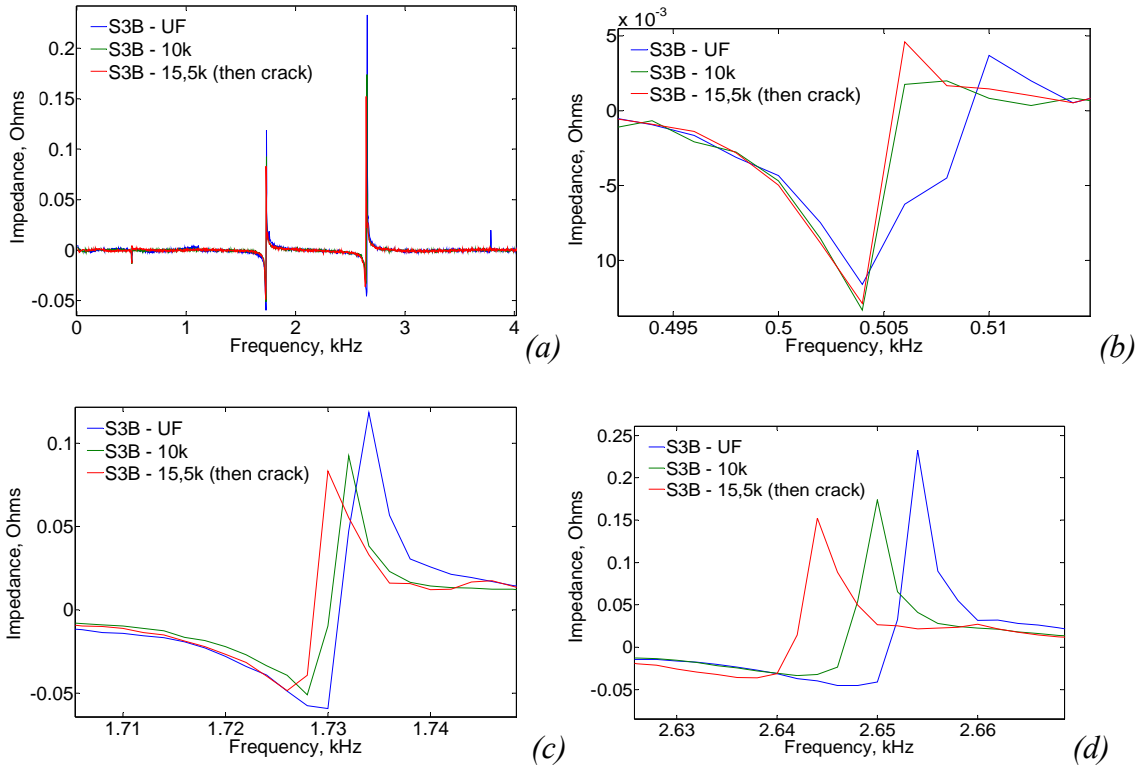 S3B - UF
S3B - 10k
S3B - 15,5k (then crack)
0.2
0.15
0.1
0.05
0
-0.05
Impedance, Ohms
0 1 2 3 4
Frequency, kHz
(a)
x 10-3
S3B - UF
S3B - 10k
S3B - 15,5k (then crack)
5
0
-5
10
Impedance, Ohms
0.495 0.5 0.505 0.51
Frequency, kHz
(b)
S3B - UF
S3B - 10k
S3B - 15,5k (then crack)
0.1
0.05
0
-0.05
Impedance, Ohms
1.71 1.72 1.73 1.74
Frequency, kHz
(c)
S3B - UF
S3B - 10k
S3B - 15,5k (then crack)
0.25
0.20
0.15
0.10
0.05
0
-0.05
Impedance, Ohms
2.63 2.64 2.65 2.66
Frequency, kHz
(d)